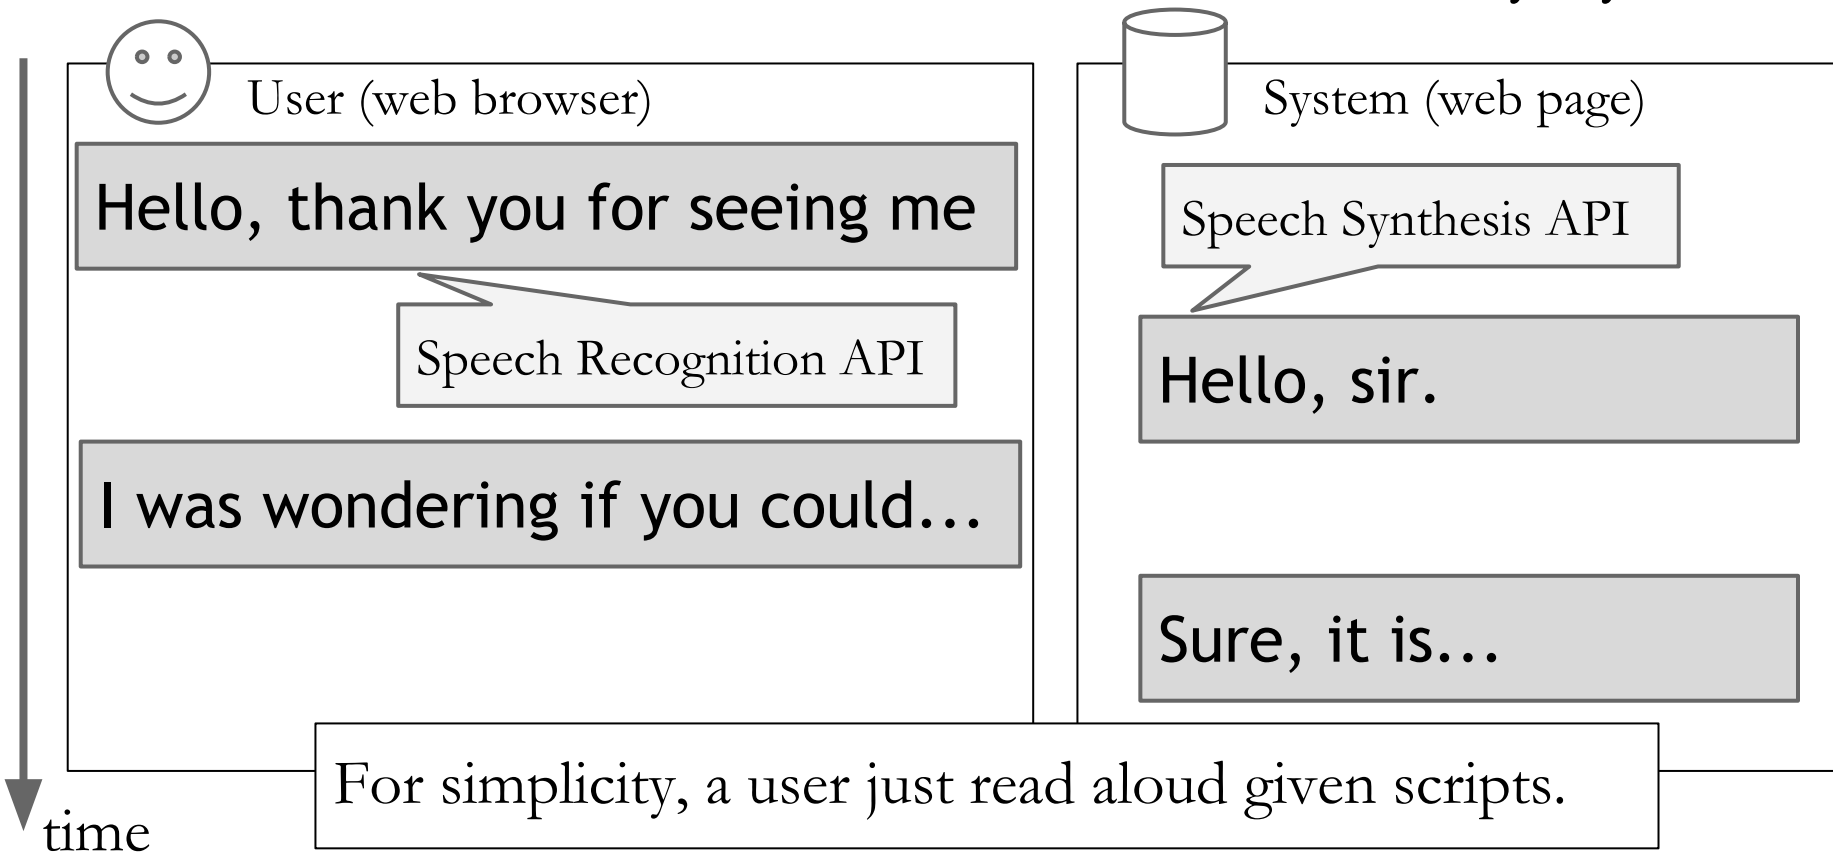 User (web browser)
Hello, thank you for seeing me
Speech Recognition API
I was wondering if you could...
System (web page)
Speech Synthesis API
Hello, sir.
Sure, it is...
For simplicity, a user just read aloud given scripts.
time